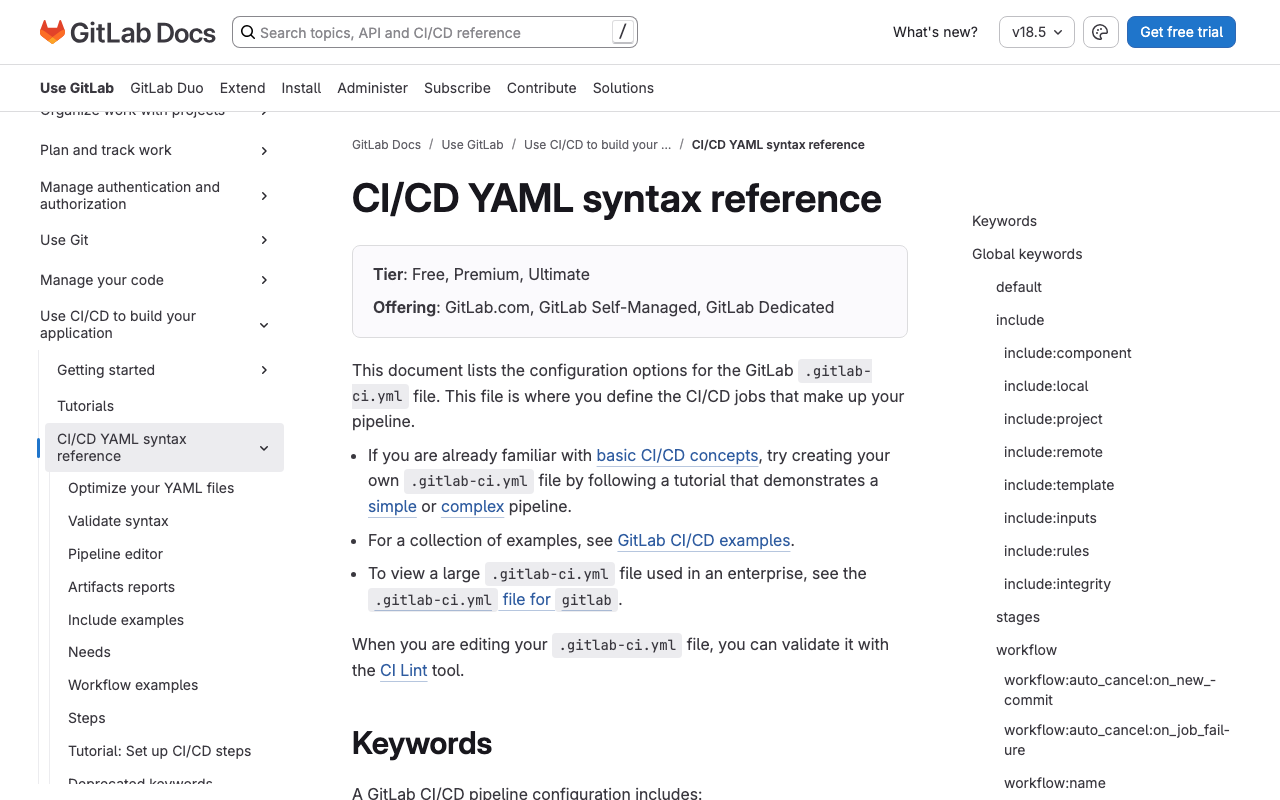 GitLab Docs
Search topics, API and CI/CD reference
/
What's new?
v18.5
Get free trial
Use GitLab
GitLab Duo
Extend
Install
Administer
Subscribe
Contribute
Solutions
Organize work with projects
Plan and track work
Manage authentication and
authorization
Use Git
Manage your code
Use CI/CD to build your
application
Getting started
Tutorials
CI/CD YAML syntax
reference
Optimize your YAML files
Validate syntax
Pipeline editor
Artifacts reports
Include examples
Needs
Workflow examples
Steps
Tutorial: Set up CI/CD steps
Deprecated keywords
GitLab Docs / Use GitLab / Use CI/CD to build your ... / CI/CD YAML syntax reference
CI/CD YAML syntax reference
Tier: Free, Premium, Ultimate
Offering: GitLab.com, GitLab Self-Managed, GitLab Dedicated
This document lists the configuration options for the GitLab .gitlab-
ci.yml file. This file is where you define the CI/CD jobs that make up your
pipeline.
• If you are already familiar with basic CI/CD concepts, try creating your
own .gitlab-ci.yml file by following a tutorial that demonstrates a
simple or complex pipeline.
• For a collection of examples, see GitLab CI/CD examples.
• To view a large .gitlab-ci.yml file used in an enterprise, see the
.gitlab-ci.yml file for gitlab.
When you are editing your .gitlab-ci.yml file, you can validate it with
the CI Lint tool.
Keywords
A GitLab CI/CD pipeline configuration includes:
Keywords
Global keywords
default
include
include:component
include:local
include:project
include:remote
include:template
include:inputs
include:rules
include:integrity
stages
workflow
workflow:auto_cancel:on_new_-
commit
workflow:auto_cancel:on_job_fail-
ure
workflow:name